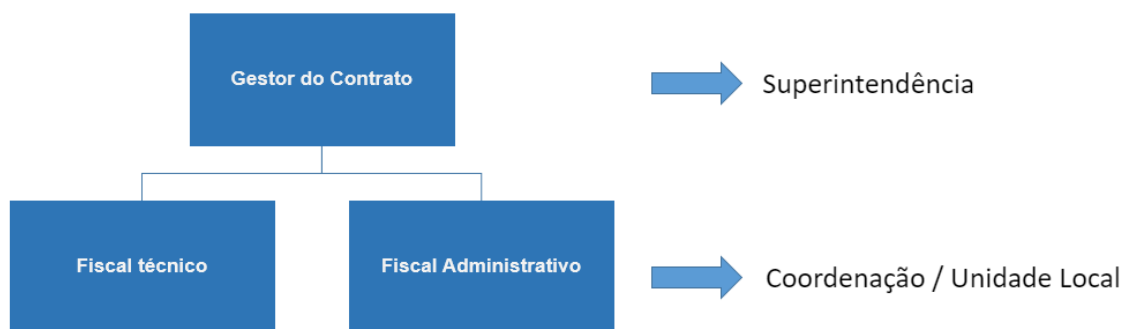 Gestor do Contrato
Superintendência
Fiscal técnico
Fiscal Administrativo
Coordenação / Unidade Local